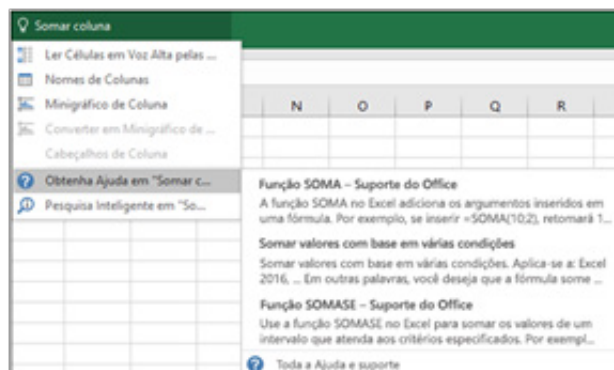 Somar coluna
Ler Células em Voz Alta pelas ...
Nomes de Colunas
Minigráfico de Coluna
Converter em Minigráfico de ...
Cabeçalhos de Coluna
Obtenha Ajuda em "Somar c...
Pesquisa Inteligente em "So...
N O P Q R
Função SOMA – Suporte do Office
A função SOMA no Excel adiciona os argumentos inseridos em
uma fórmula. Por exemplo, se inserir =SOMA(10;2), retornará 1...
Somar valores com base em várias condições
Somar valores com base em várias condições. Aplica-se a: Excel
2016, ... Em outras palavras, você deseja que a fórmula some ...
Função SOMASE – Suporte do Office
Use a função SOMASE no Excel para somar os valores de um
intervalo que atenda aos critérios especificados. Por exempl...
Toda a Ajuda e suporte